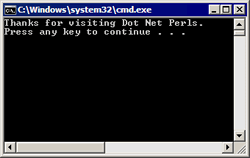 C:\Windows\system32\cmd.exe
Thanks for visiting Dot Net Perls.
Press any key to continue . . .